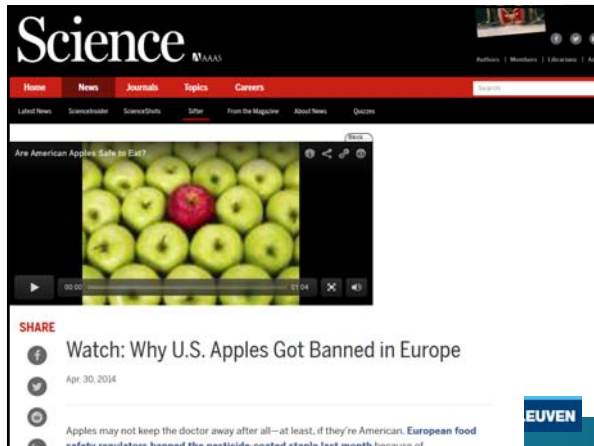 Science
AAAS
Authors | Members | Librarians |
Home News Journals Topics Careers
Search
Latest News ScienceInsider ScienceShots Sifter From the Magazine About News Quizzes
Are American Apples Safe to Eat?
00:00 01:04
SHARE
Watch: Why U.S. Apples Got Banned in Europe
Apr. 30, 2014
Apples may not keep the doctor away after all—at least, if they're American. European food
safety regulators banned the pesticide-coated staple last month because of
EUVEN